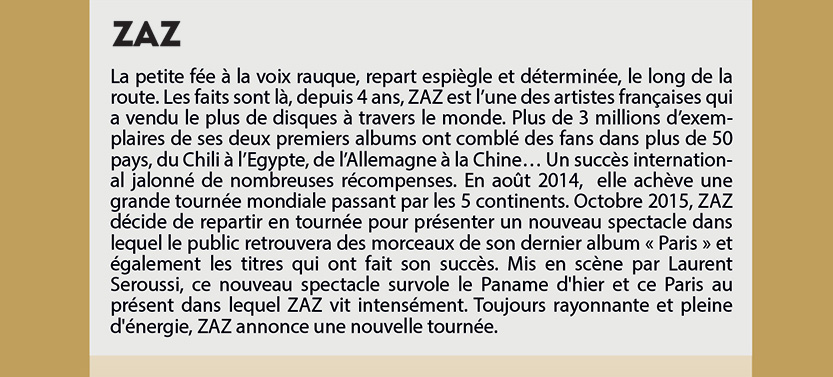 ZAZ
La petite fée à la voix rauque, repart espiègle et déterminée, le long de la
route. Les faits sont là, depuis 4 ans, ZAZ est l’une des artistes françaises qui
a vendu le plus de disques à travers le monde. Plus de 3 millions d’exem-
plaires de ses deux premiers albums ont comblé des fans dans plus de 50
pays, du Chili à l’Egypte, de l’Allemagne à la Chine… Un succès internation-
al jalonné de nombreuses récompenses. En août 2014, elle achève une
grande tournée mondiale passant par les 5 continents. Octobre 2015, ZAZ
décide de repartir en tournée pour présenter un nouveau spectacle dans
lequel le public retrouvera des morceaux de son dernier album « Paris » et
également les titres qui ont fait son succès. Mis en scène par Laurent
Seroussi, ce nouveau spectacle survole le Paname d'hier et ce Paris au
présent dans lequel ZAZ vit intensément. Toujours rayonnante et pleine
d'énergie, ZAZ annonce une nouvelle tournée.